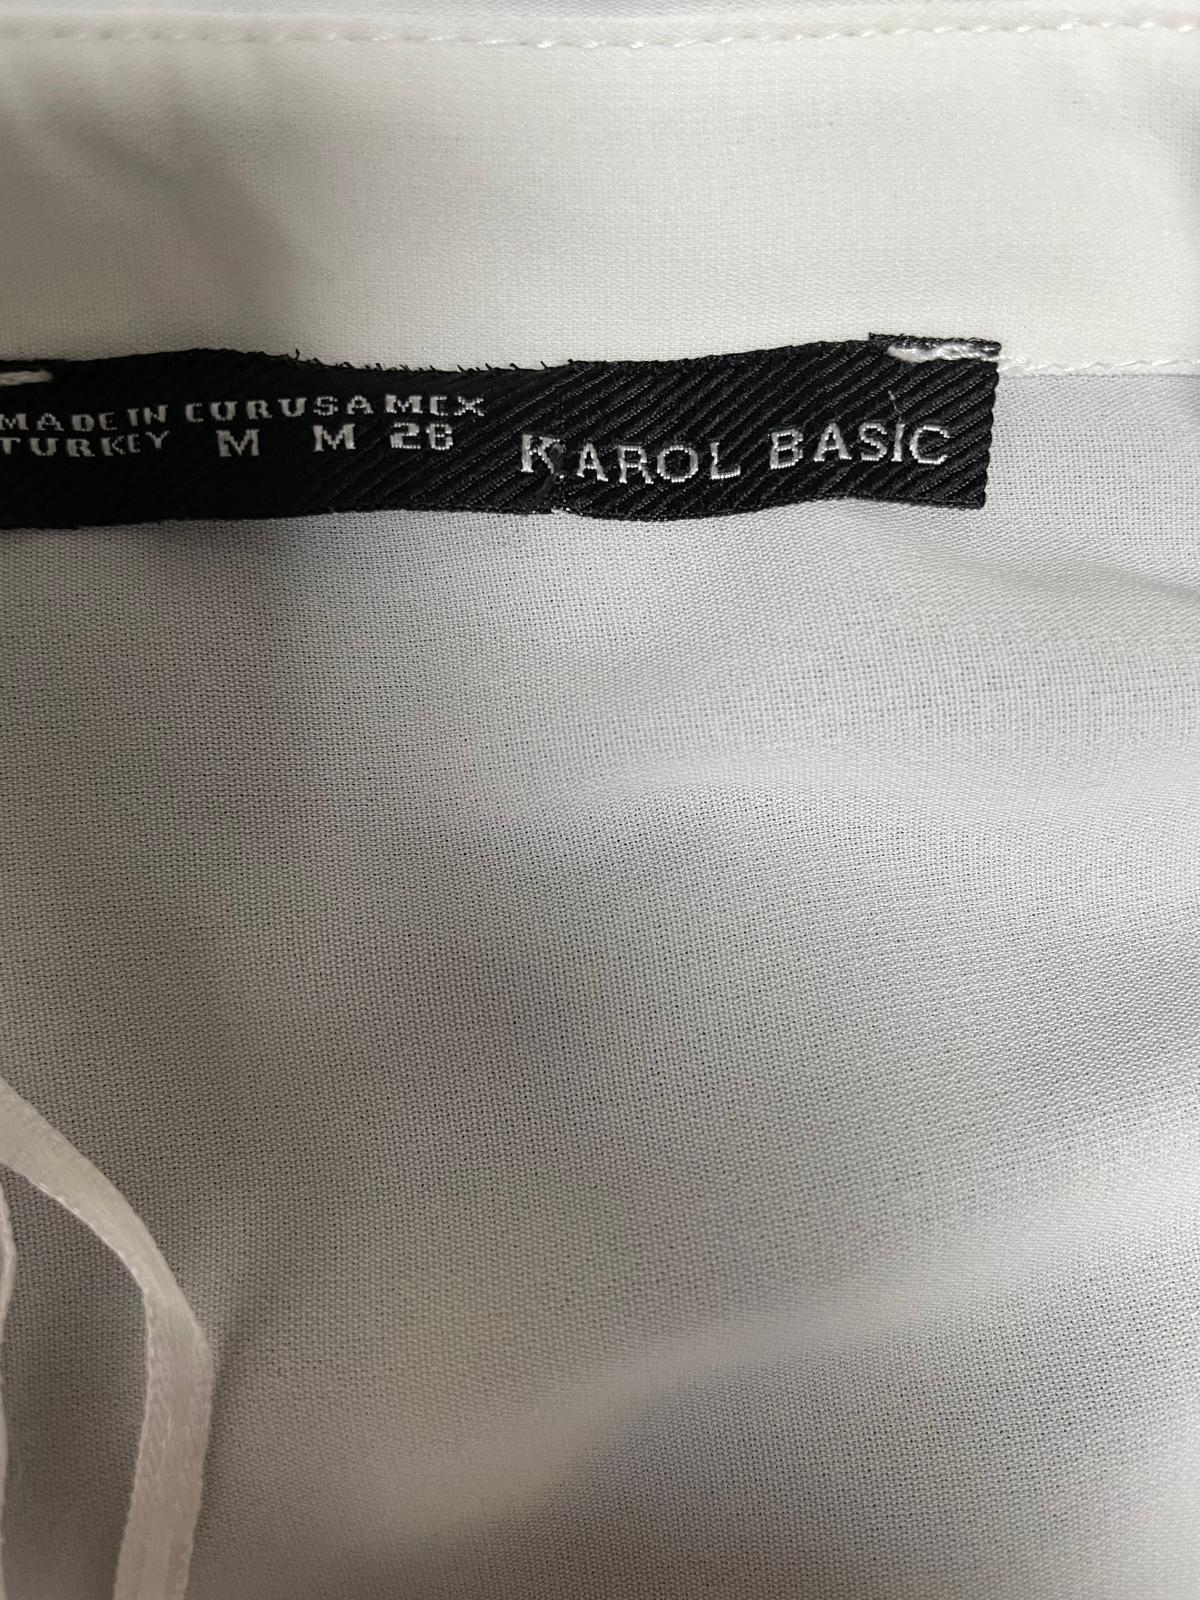 MADE IN EUR USA MEX
TURKEY M M 28
KAROL BASIC